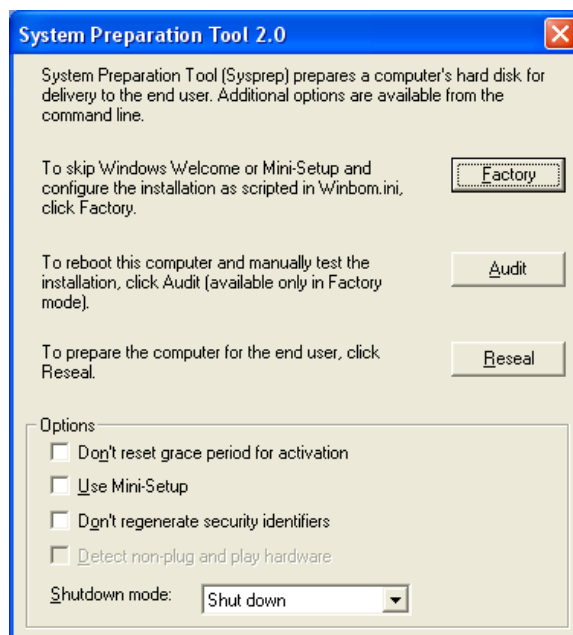 System Preparation Tool 2.0
System Preparation Tool (Sysprep) prepares a computer's hard disk for
delivery to the end user. Additional options are available from the
command line.
To skip Windows Welcome or Mini-Setup and
configure the installation as scripted in Winbom.ini,
click Factory.
Factory
To reboot this computer and manually test the
installation, click Audit (available only in Factory
mode).
Audit
To prepare the computer for the end user, click
Reseal.
Reseal
Options
Don't reset grace period for activation
Use Mini-Setup
Don't regenerate security identifiers
Detect non-plug and play hardware
Shutdown mode: Shut down